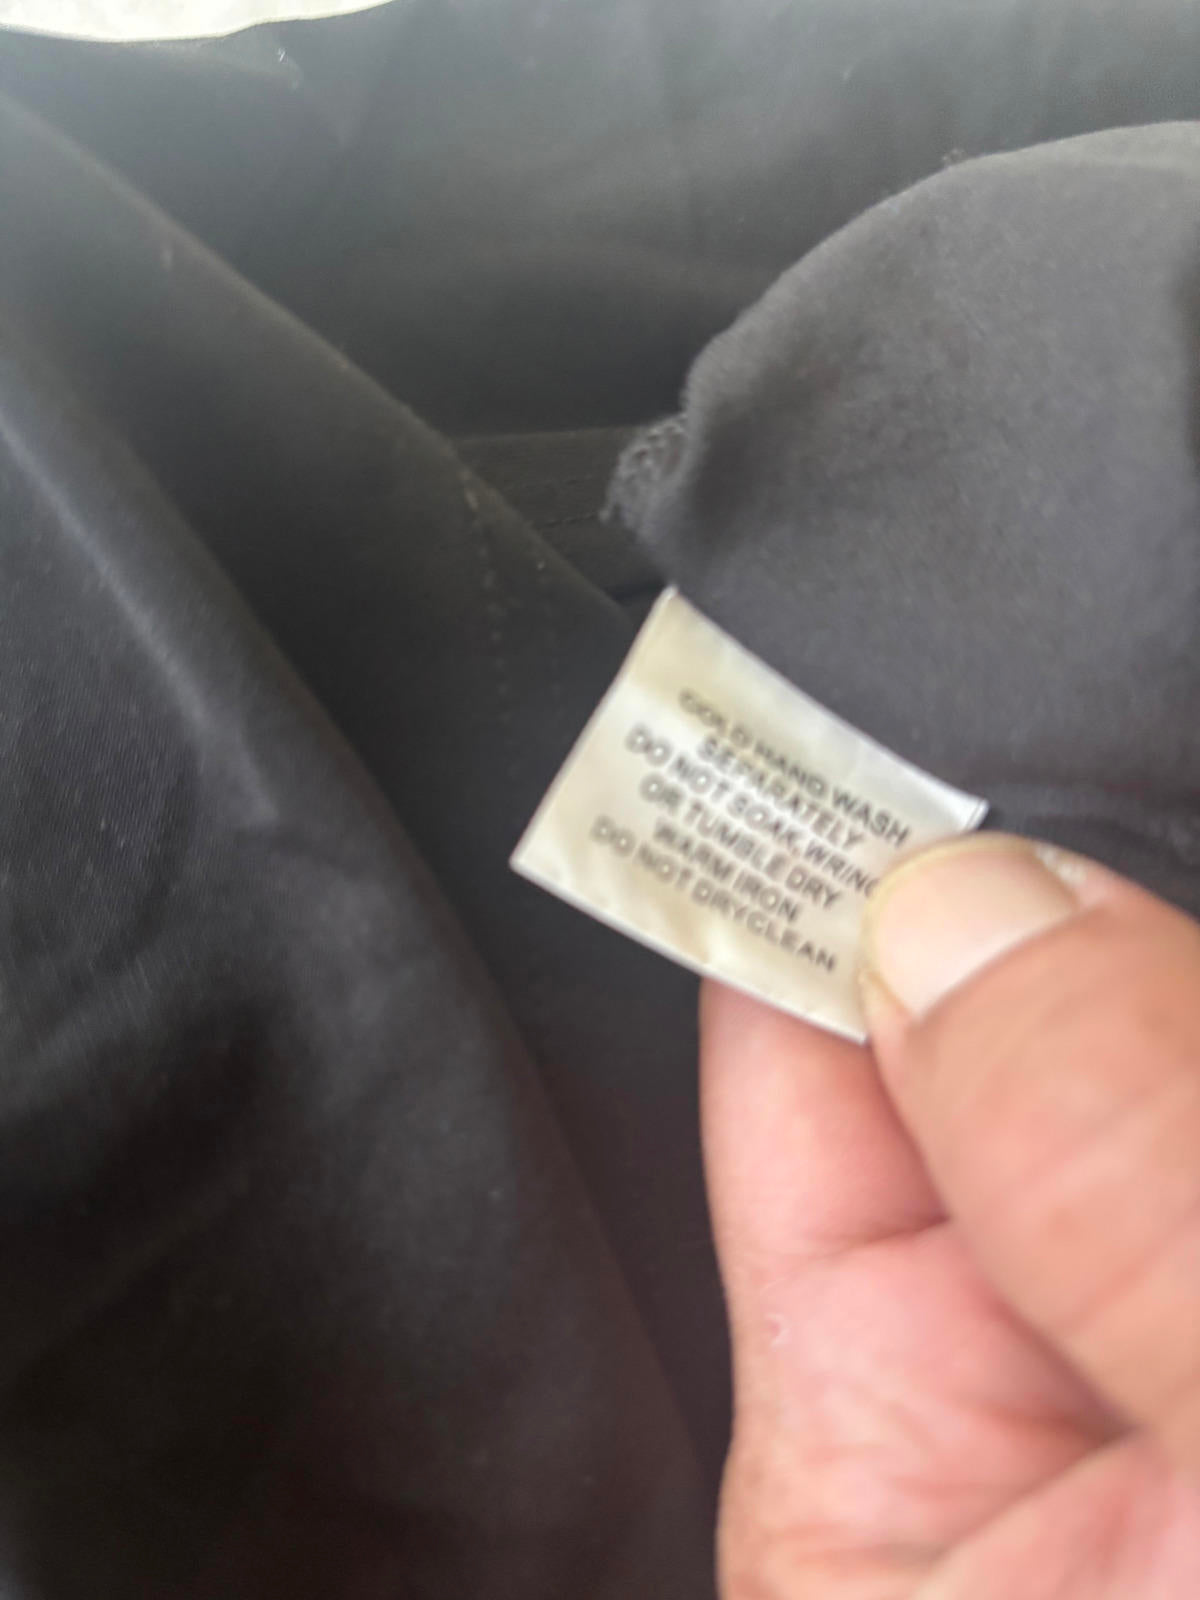 COLD HAND WASH
SEPARATELY
DO NOT SOAK, WRING
OR TUMBLE DRY
WARM IRON
DO NOT DRYCLEAN